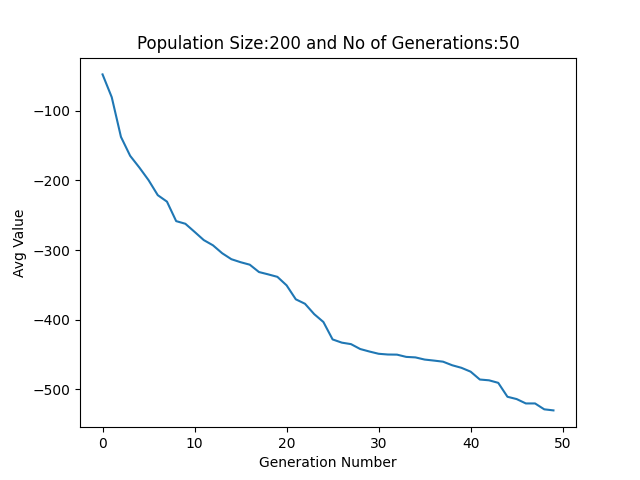 Population Size:200 and No of Generations:50
−100
−200
−300
−400
−500
Avg Value
0 10 20 30 40 50
Generation Number